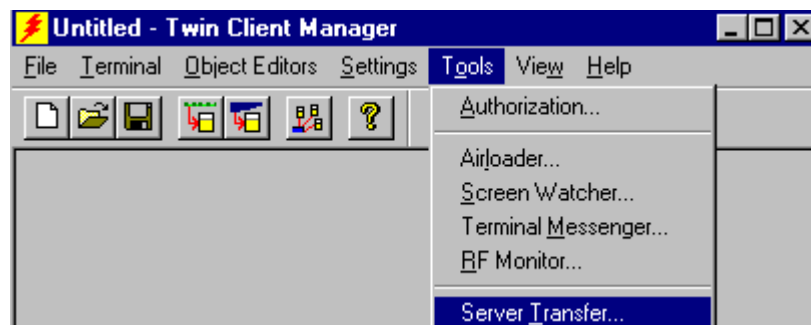 Untitled - Twin Client Manager
File Terminal Object Editors Settings Tools View Help
Authorization...
Airloader...
Screen Watcher...
Terminal Messenger...
RF Monitor...
Server Transfer...